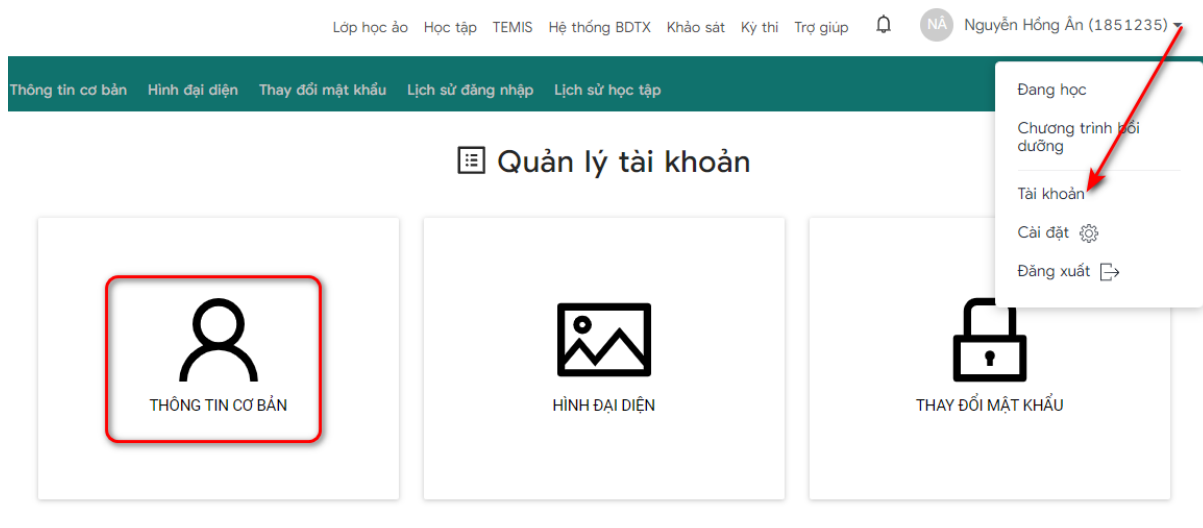 Lớp học ảo Học tập TEMIS Hệ thống BDTX Khảo sát Kỳ thi Trợ giúp NÂ Nguyễn Hồng Ân (1851235)
Thông tin cơ bản Hình đại diện Thay đổi mật khẩu Lịch sử đăng nhập Lịch sử học tập
Đang học
Chương trình bồi
dưỡng
Tài khoản
Cài đặt
Đăng xuất
Quản lý tài khoản
THÔNG TIN CƠ BẢN
HÌNH ĐẠI DIỆN
THAY ĐỔI MẬT KHẨU